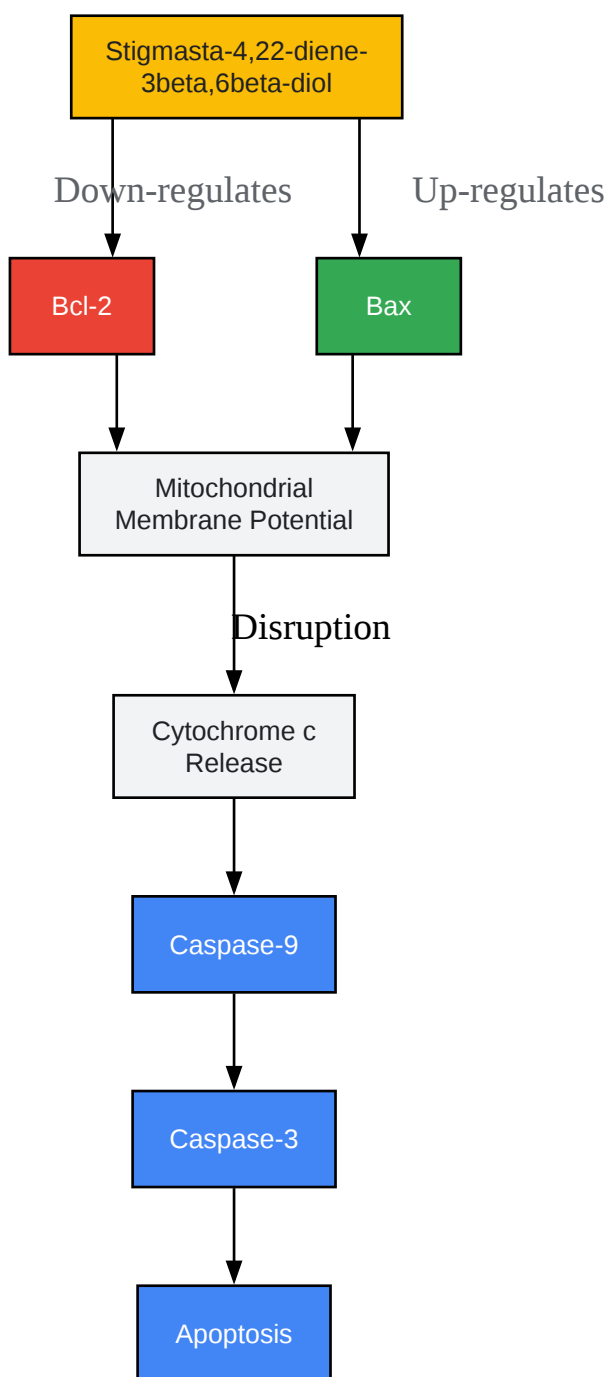 Stigmasta-4,22-diene-
3beta,6beta-diol
Down-regulates
Up-regulates
Bcl-2
Bax
Mitochondrial
Membrane Potential
Disruption
Cytochrome c
Release
Caspase-9
Caspase-3
Apoptosis